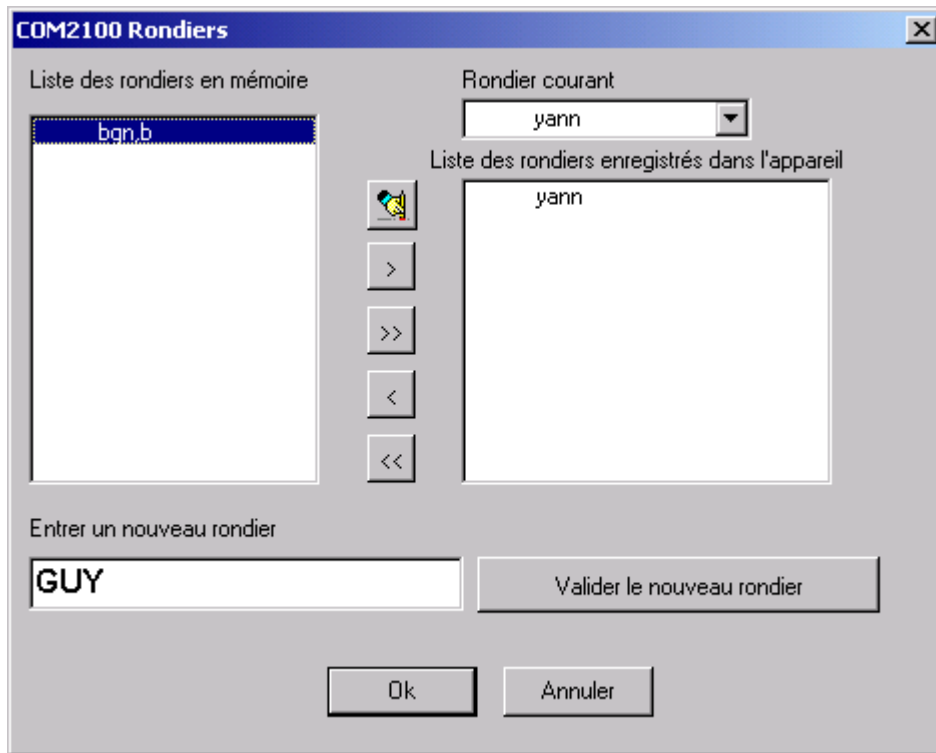 COM2100 Rondiers
Liste des rondiers en mémoire
bgn,b
Rondier courant
yann
Liste des rondiers enregistrés dans l'appareil
yann
>
>>
<
<<
Entrer un nouveau rondier
GUY
Valider le nouveau rondier
Ok
Annuler